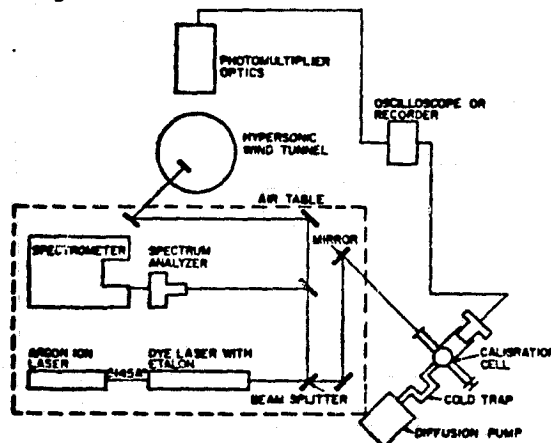 PHOTOMULTIPLIER
OPTICS
OSCILLOSCOPE OR
RECORDER
HYPERSONIC
WIND TUNNEL
AIR TABLE
MIRROR
SPECTROMETER
SPECTRUM
ANALYZER
ARGON ION
LASER
DYE LASER WITH
ETALON
BEAM SPLITTER
CALIBRATION
CELL
COLD TRAP
DIFFUSION PUMP